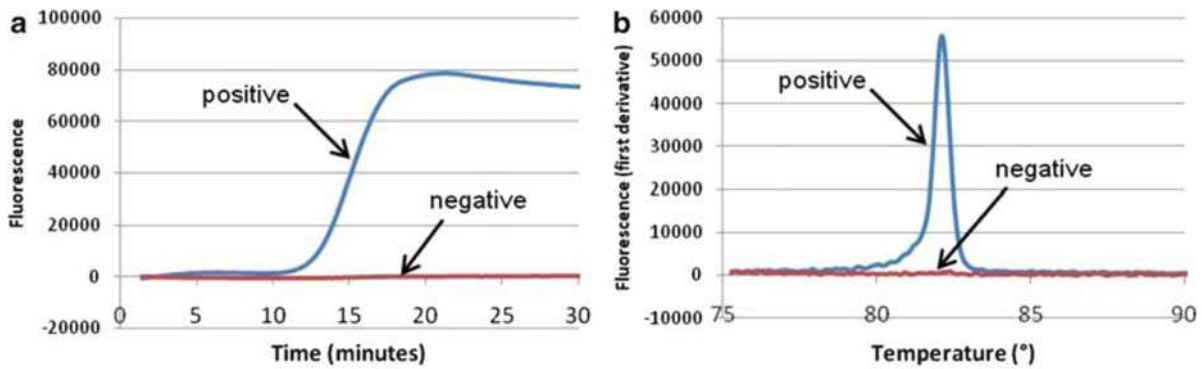 a
100000
80000
60000
40000
20000
0
-20000
Fluorescence
positive
negative
0 5 10 15 20 25 30
Time (minutes)
b
60000
50000
40000
30000
20000
10000
0
-10000
Fluorescence (first derivative)
positive
negative
75 80 85 90
Temperature (°)